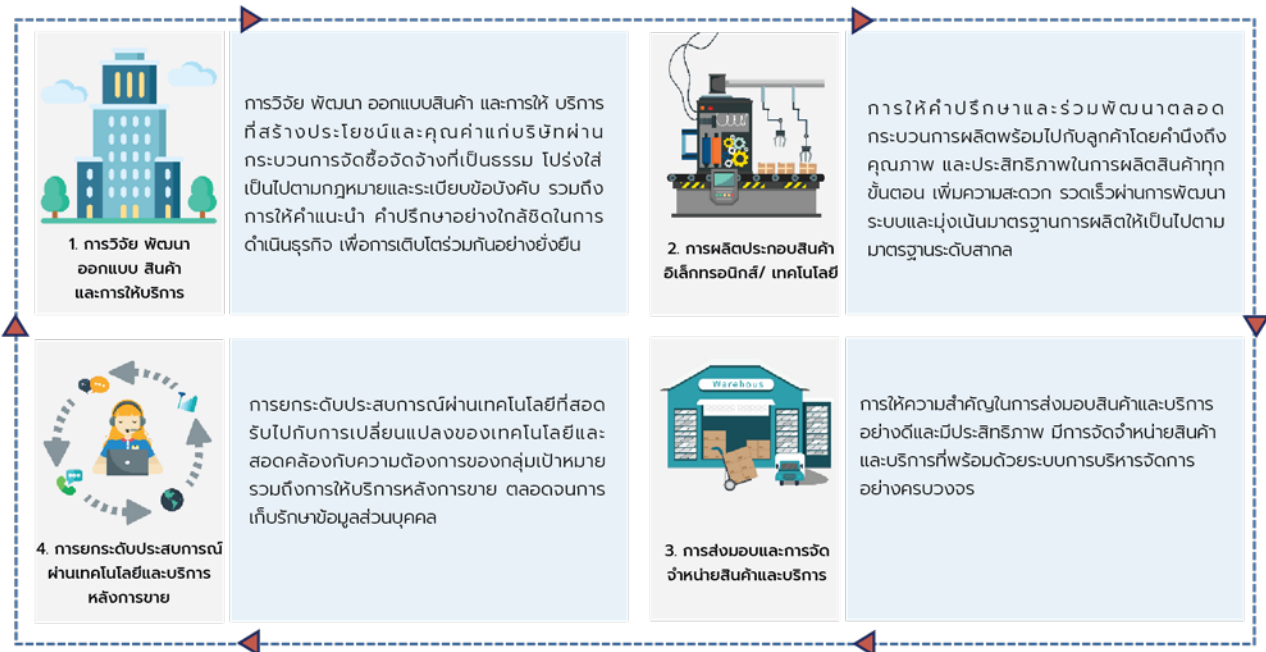 1. การวิจัย พัฒนา
ออกแบบ สินค้า
และการให้บริการ
การวิจัย พัฒนา ออกแบบสินค้า และการให้ บริการ
ที่สร้างประโยชน์และคุณค่าแก่บริษัทผ่าน
กระบวนการจัดซื้อจัดจ้างที่เป็นธรรม โปร่งใส่
เป็นไปตามกฎหมายและระเบียบข้อบังคับ รวมถึง
การให้คำแนะนำ คำปรึกษาอย่างใกล้ชิดในการ
ดำเนินธุรกิจ เพื่อการเติบโตร่วมกันอย่างยั่งยืน
2. การผลิตประกอบสินค้า
อิเล็กทรอนิกส์/ เทคโนโลยี
การให้คำปรึกษาและร่วมพัฒนาตลอด
กระบวนการผลิตพร้อมไปกับลูกค้าโดยคำนึงถึง
คุณภาพ และประสิทธิภาพในการผลิตสินค้าทุก
ขั้นตอน เพิ่มความสะดวก รวดเร็วผ่านการพัฒนา
ระบบและมุ่งเน้นมาตรฐานการผลิตให้เป็นไปตาม
มาตรฐานระดับสากล
Warehous
3. การส่งมอบและการจัด
จำหน่ายสินค้าและบริการ
การให้ความสำคัญในการส่งมอบสินค้าและบริการ
อย่างดีและมีประสิทธิภาพ มีการจัดจำหน่ายสินค้า
และบริการที่พร้อมด้วยระบบการบริหารจัดการ
อย่างครบวงจร
4. การยกระดับประสบการณ์
ผ่านเทคโนโลยีและบริการ
หลังการขาย
การยกระดับประสบการณ์ผ่านเทคโนโลยีที่สอด
รับไปกับการเปลี่ยนแปลงของเทคโนโลยีและ
สอดคล้องกับความต้องการของกลุ่มเป้าหมาย
รวมถึงการให้บริการหลังการขาย ตลอดจนการ
เก็บรักษาข้อมูลส่วนบุคคล